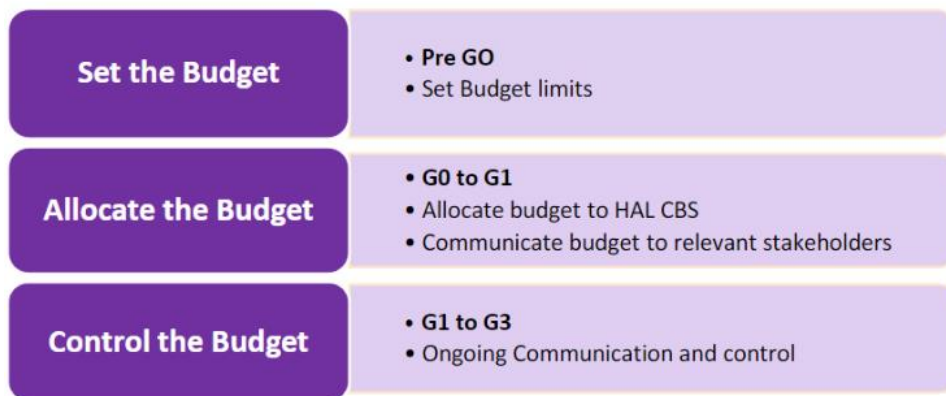 Set the Budget
• Pre GO
• Set Budget limits
Allocate the Budget
• G0 to G1
• Allocate budget to HAL CBS
• Communicate budget to relevant stakeholders
Control the Budget
• G1 to G3
• Ongoing Communication and control